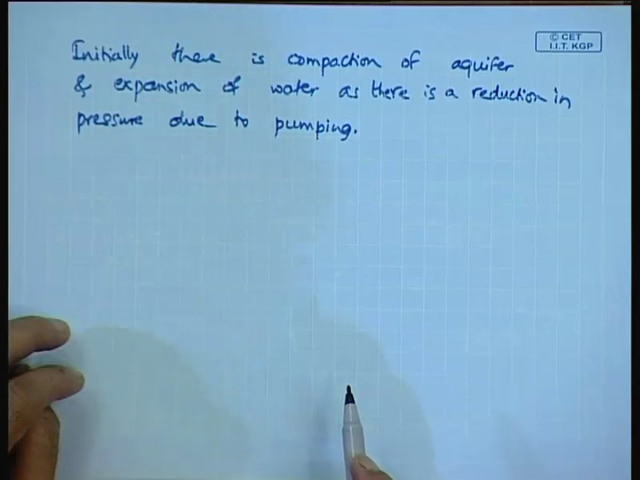 © CET
I.I.T. KGP
Initially there is compaction of aquifer
& expansion of water as there is a reduction in
pressure due to pumping.